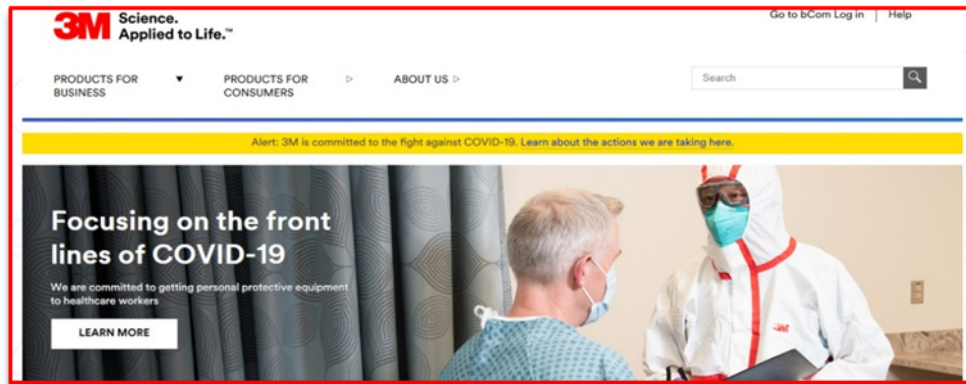 3M Science.
Applied to Life.™
Go to bCom Log in | Help
PRODUCTS FOR
BUSINESS
PRODUCTS FOR
CONSUMERS
ABOUT US
Search
Alert: 3M is committed to the fight against COVID-19. Learn about the actions we are taking here.
Focusing on the front
lines of COVID-19
We are committed to getting personal protective equipment
to healthcare workers
LEARN MORE
3M